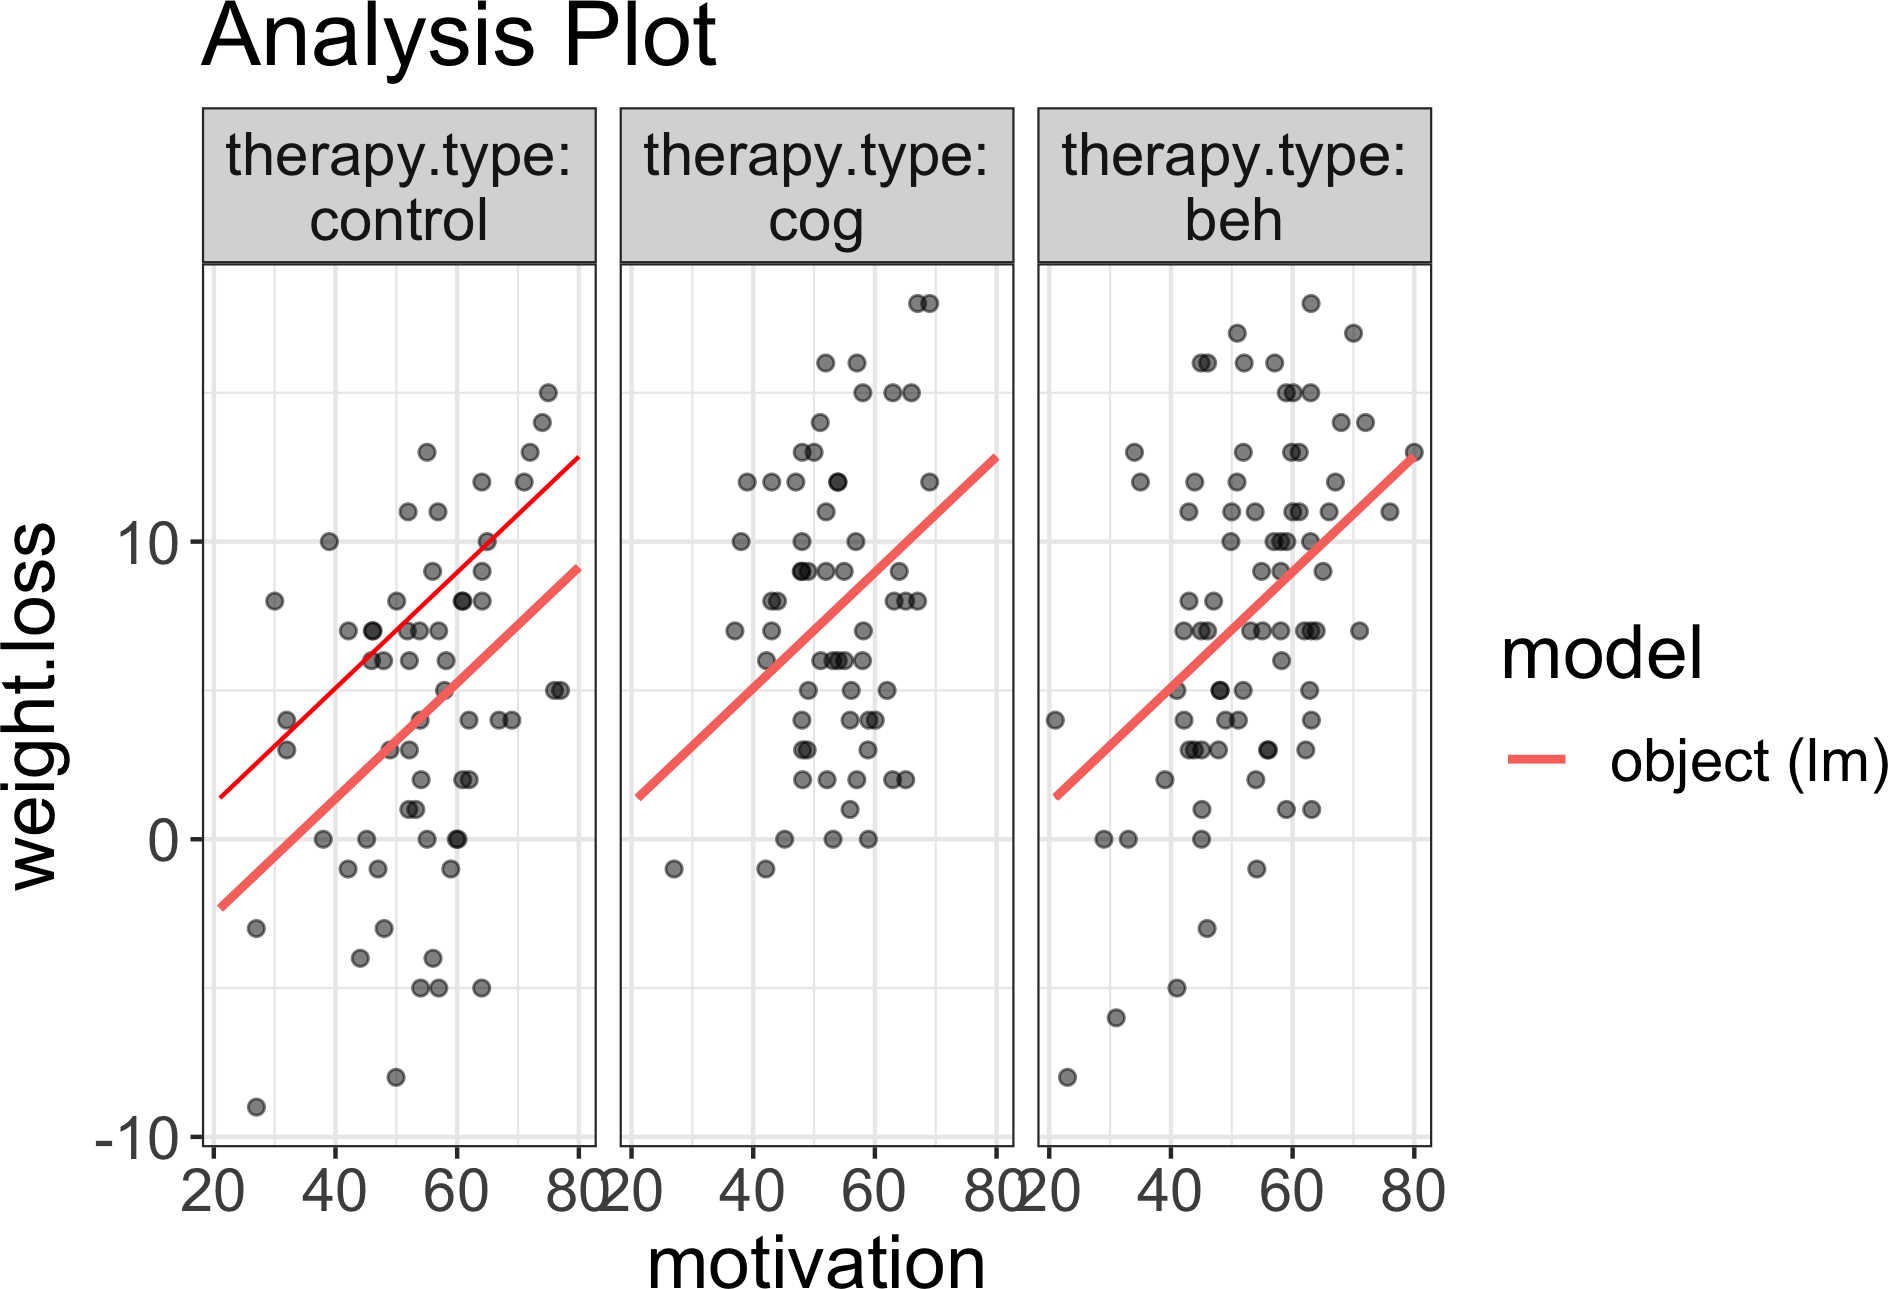 Analysis Plot
therapy.type:
control
therapy.type:
cog
therapy.type:
beh
weight.loss
10
0
-10
20 40 60 80 20 40 60 80 20 40 60 80
motivation
model
object (lm)